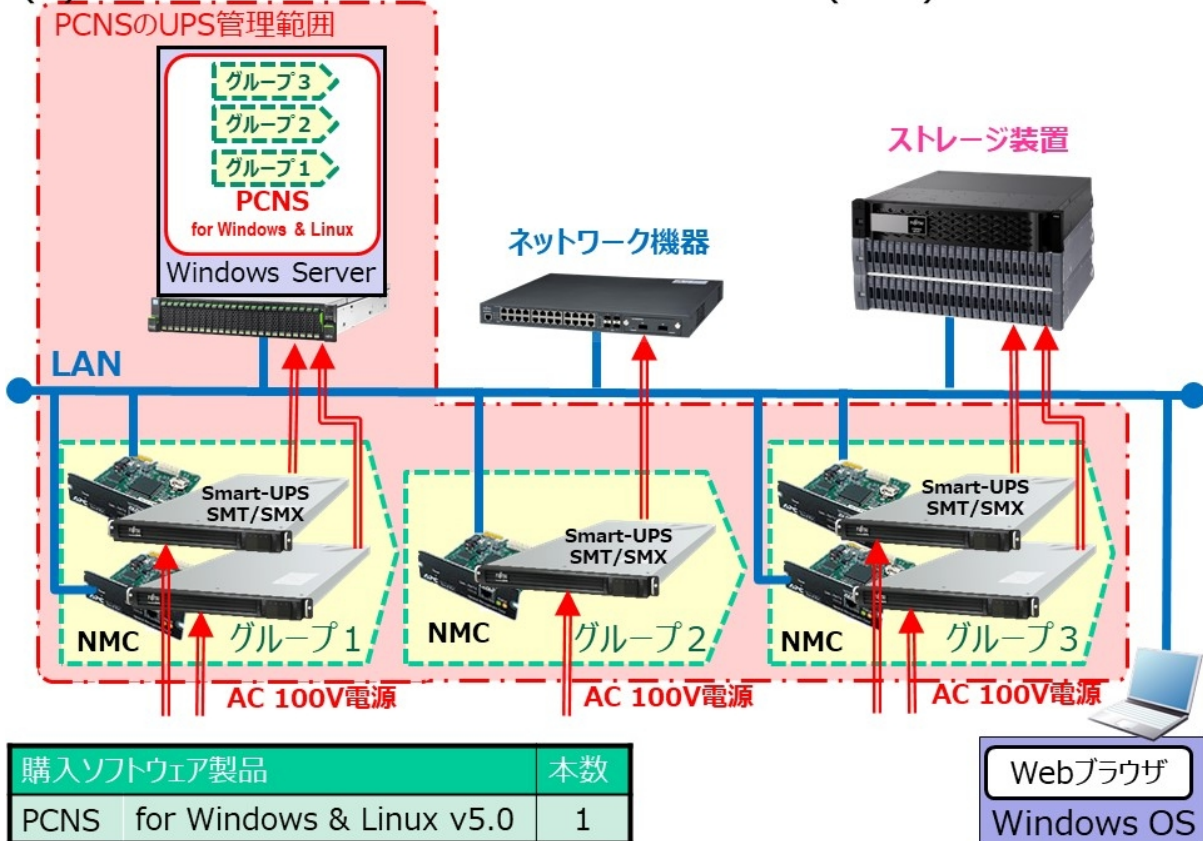 PCNSのUPS管理範囲
グループ3
グループ2
グループ1
PCNS
for Windows & Linux
Windows Server
ネットワーク機器
ストレージ装置
LAN
Smart-UPS
SMT/SMX
NMC
グループ1
Smart-UPS
SMT/SMX
NMC
グループ2
Smart-UPS
SMT/SMX
NMC
グループ3
AC 100V電源
AC 100V電源
AC 100V電源
購入ソフトウェア製品 本数
PCNS for Windows & Linux v5.0 1
Webブラウザ
Windows OS